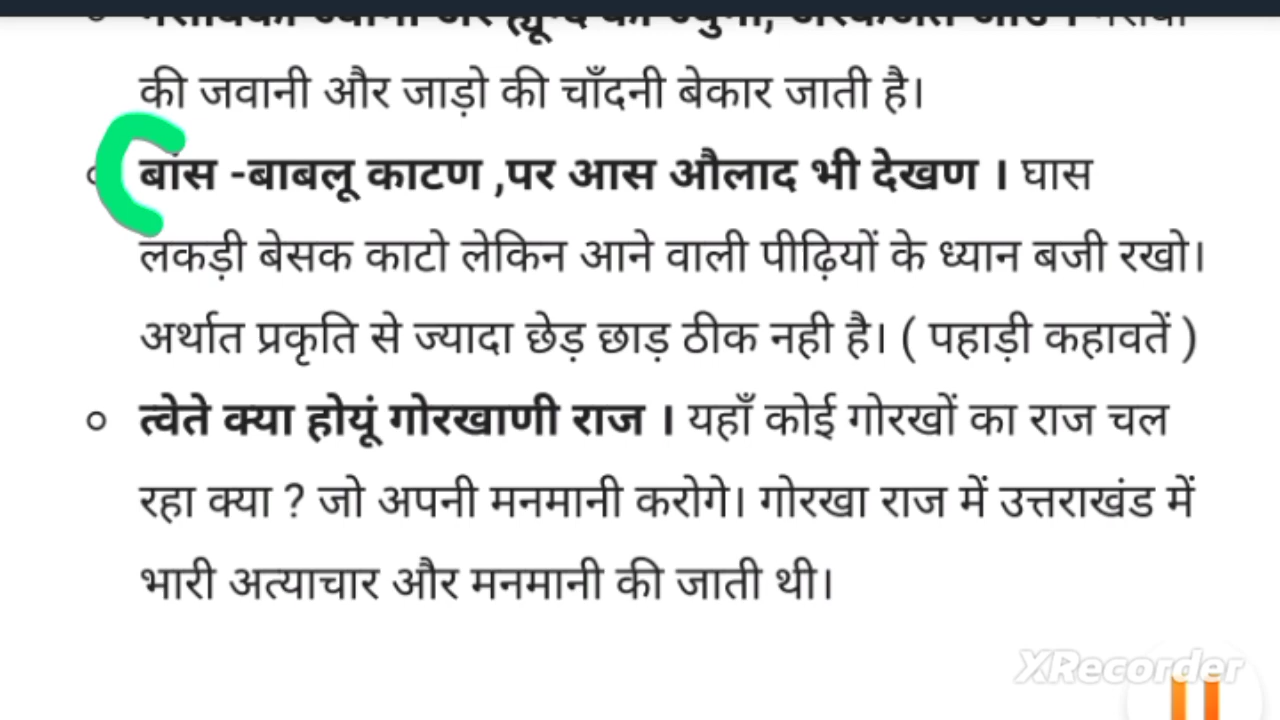 की जवानी और जाड़ो की चाँदनी बेकार जाती है।
बांस -बाबलू काटण ,पर आस औलाद भी देखण । घास
लकड़ी बेसक काटो लेकिन आने वाली पीढ़ियों के ध्यान बजी रखो।
अर्थात प्रकृति से ज्यादा छेड़ छाड़ ठीक नही है। ( पहाड़ी कहावतें )
त्वेते क्या होयूं गोरखाणी राज । यहाँ कोई गोरखों का राज चल
रहा क्या ? जो अपनी मनमानी करोगे। गोरखा राज में उत्तराखंड में
भारी अत्याचार और मनमानी की जाती थी।
XRecorder